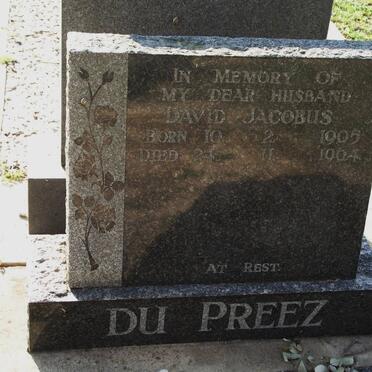 IN MEMORY OF
MY DEAR HUSBAND
DAVID JACOBUS
BORN 10. 2. 1905
DIED 11. 1964
AT REST.
DU PREEZ